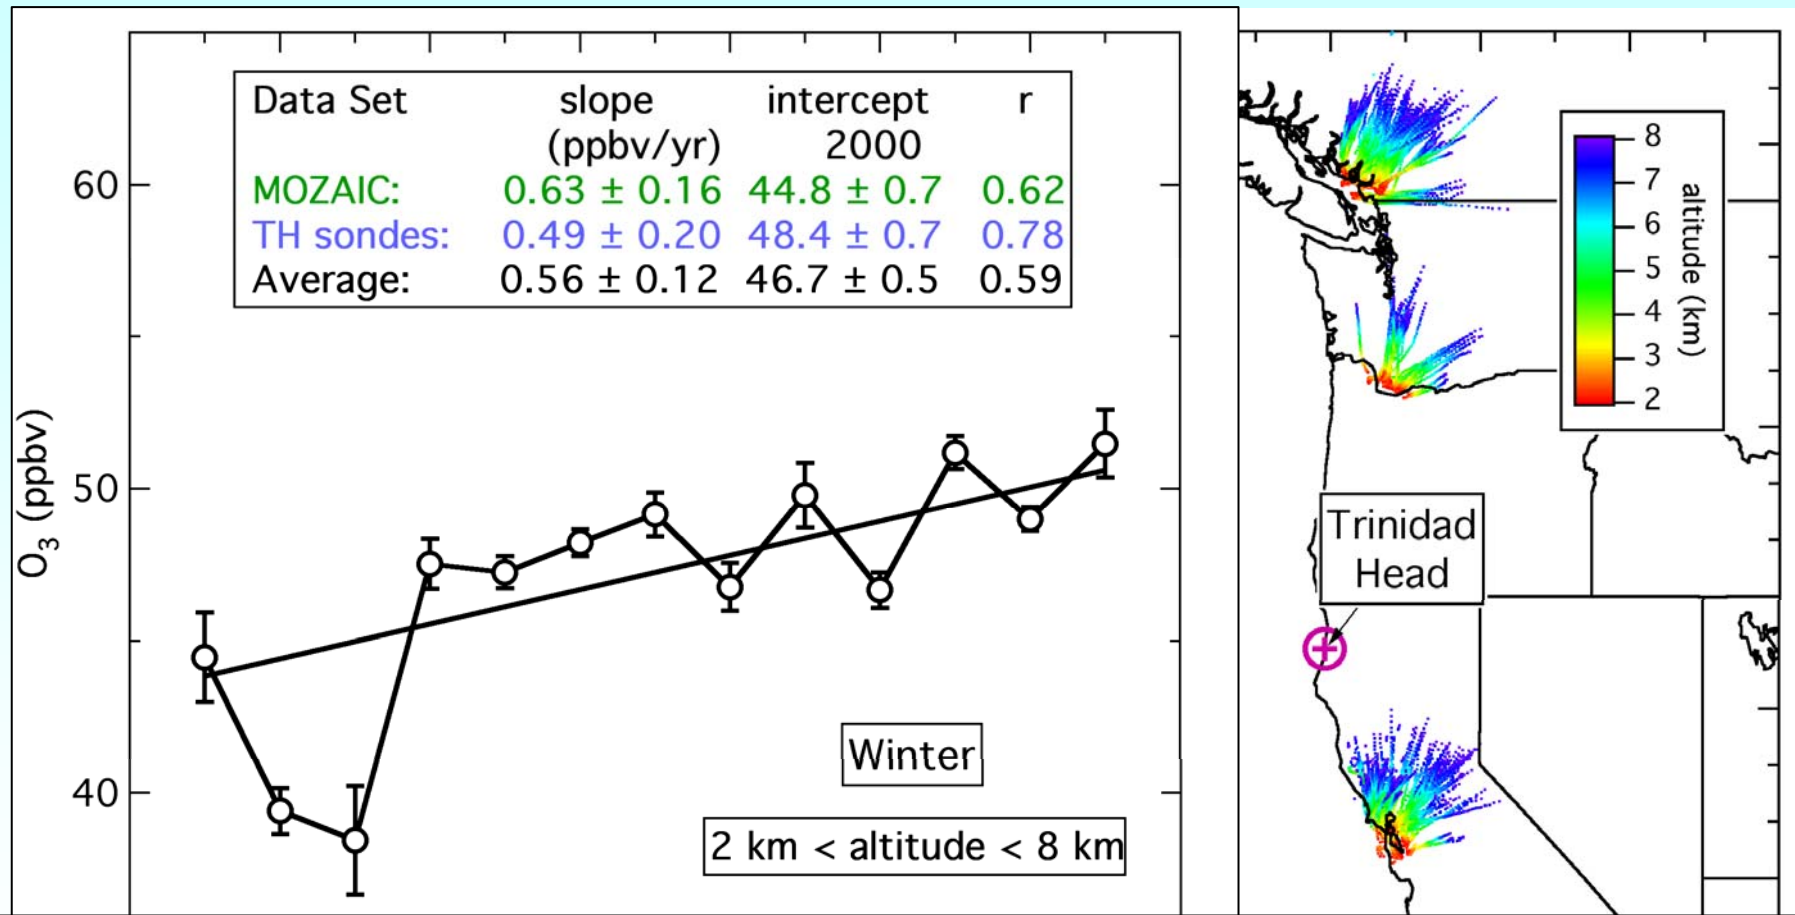 Data Set slope intercept r
(ppbv/yr) 2000
MOZAIC: 0.63 ± 0.16 44.8 ± 0.7 0.62
TH sondes: 0.49 ± 0.20 48.4 ± 0.7 0.78
Average: 0.56 ± 0.12 46.7 ± 0.5 0.59
60
50
40
O₃ (ppbv)
Winter
2 km < altitude < 8 km
8
7
6
5
4
3
2
altitude (km)
Trinidad
Head